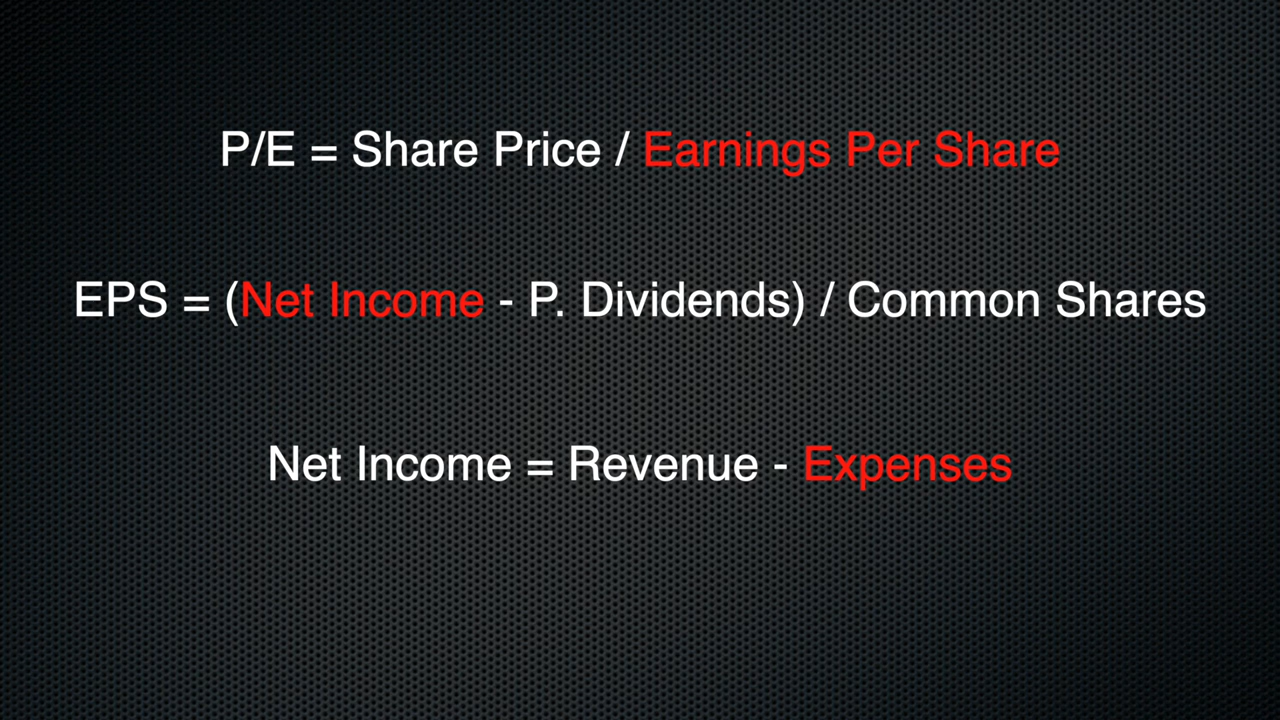 P/E = Share Price / Earnings Per Share
EPS = (Net Income - P. Dividends) / Common Shares
Net Income = Revenue - Expenses